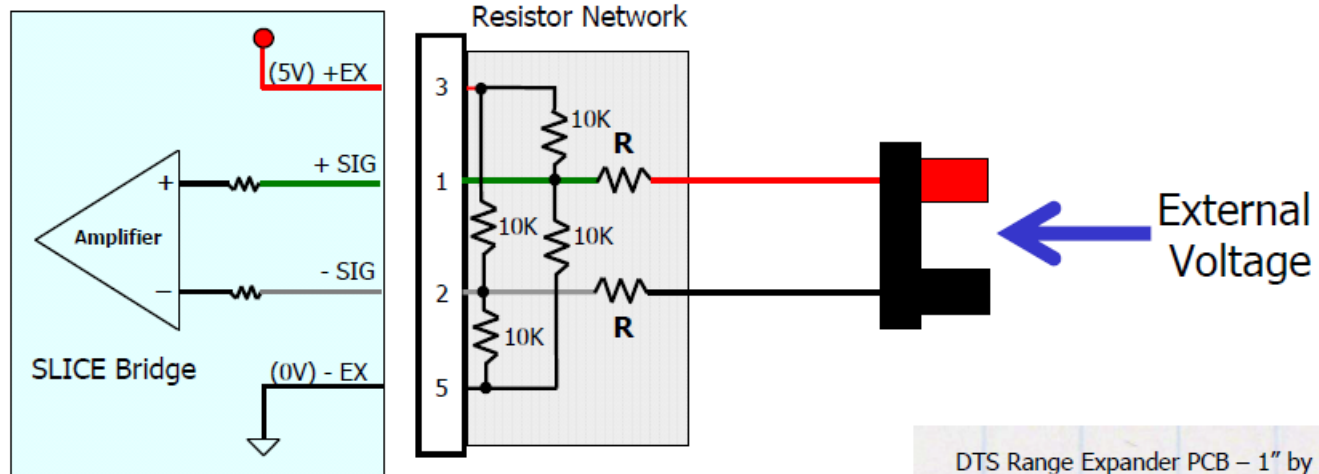 Resistor Network
(5V) +EX
3
10K
R
+ SIG
1
+
Amplifier
10K
10K
External
Voltage
- SIG
2
−
R
10K
SLICE Bridge
(0V) - EX
5
DTS Range Expander PCB – 1" by